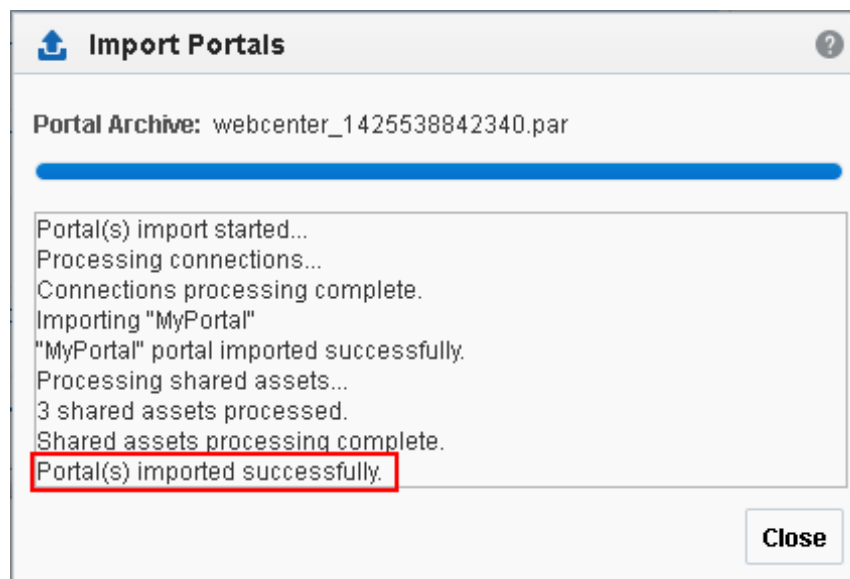 Import Portals
?
Portal Archive: webcenter_1425538842340.par
Portal(s) import started...
Processing connections...
Connections processing complete.
Importing "MyPortal"
"MyPortal" portal imported successfully.
Processing shared assets...
3 shared assets processed.
Shared assets processing complete.
Portal(s) imported successfully.
Close